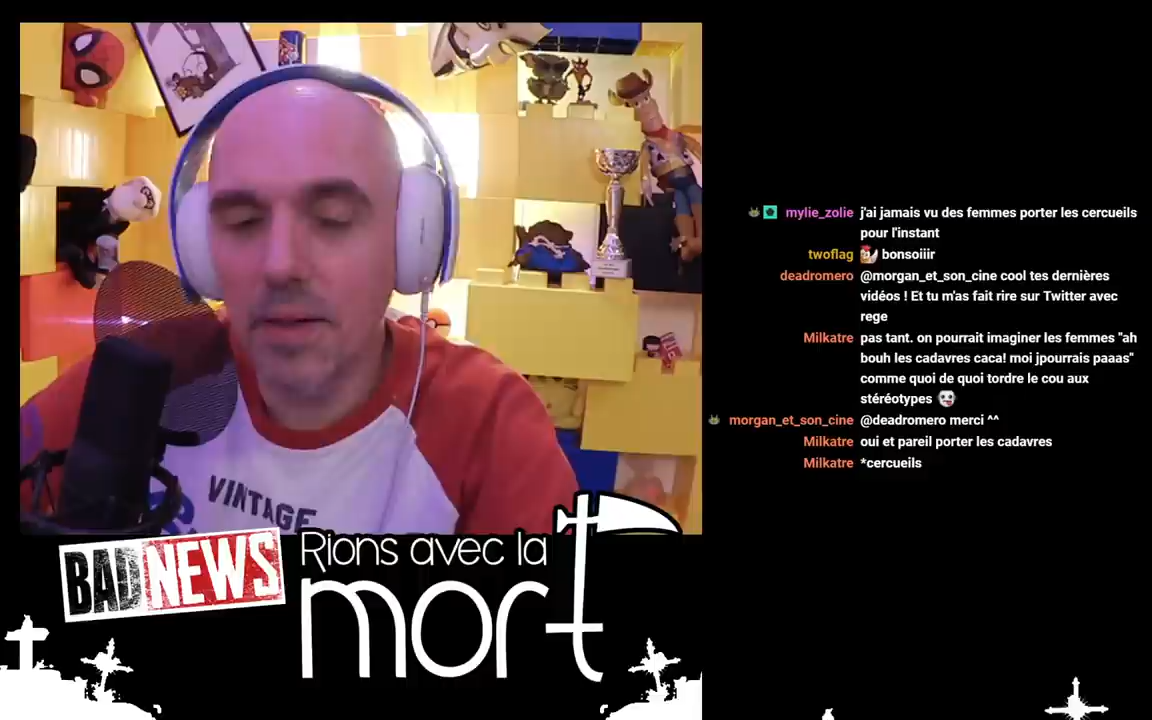 mylie_zolie j'ai jamais vu des femmes porter les cercueils
pour l'instant
twoflag bonsoiiir
deadromero @morgan_et_son_cine cool tes dernières
vidéos ! Et tu m'as fait rire sur Twitter avec
rege
Milkatre pas tant. on pourrait imaginer les femmes "ah
bouh les cadavres caca! moi jpourrais paaas"
comme quoi de quoi tordre le cou aux
stéréotypes
morgan_et_son_cine @deadromero merci ^^
Milkatre oui et pareil porter les cadavres
Milkatre *cercueils
VINTAGE
BAD NEWS
Rions avec la
mort